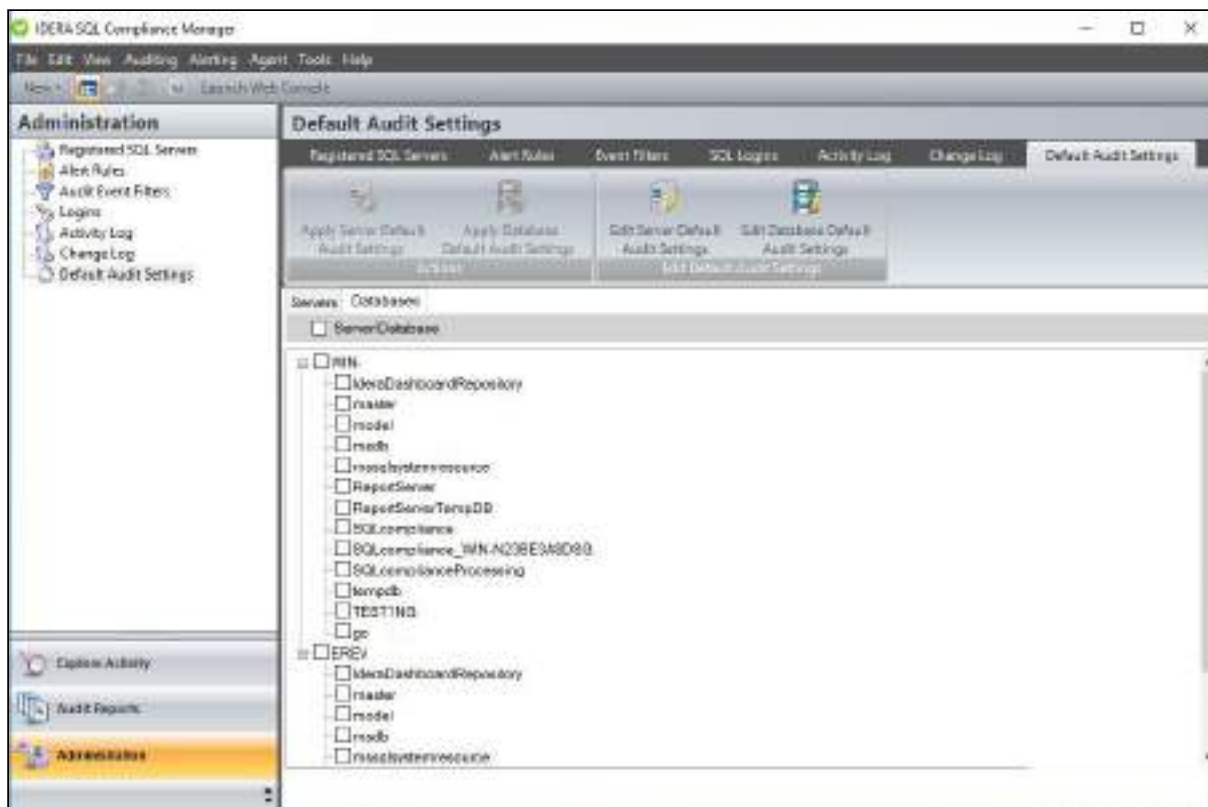 IDERA SQL Compliance Manager
File Edit View Auditing Alerting Agent Tools Help
New Launch Web Console
Administration
Registered SQL Servers
Alert Rules
Audit Event Filters
Logins
Activity Log
Change Log
Default Audit Settings
Explore Activity
Audit Reports
Administration
Default Audit Settings
Registered SQL Servers Alert Rules Event Filters SQL Logins Activity Log Change Log Default Audit Settings
Apply Server Default Audit Settings
Apply Database Default Audit Settings
Edit Server Default Audit Settings
Edit Database Default Audit Settings
Edit Default Audit Settings
Servers Databases
Server/Database
WIN-
IderaDashboardRepository
master
model
msdb
mssqlsystemresource
ReportServer
ReportServerTempDB
SQLcompliance
SQLcomplianceProcessing
tempdb
TESTING
go
EREV
IderaDashboardRepository
master
model
msdb
mssqlsystemresource